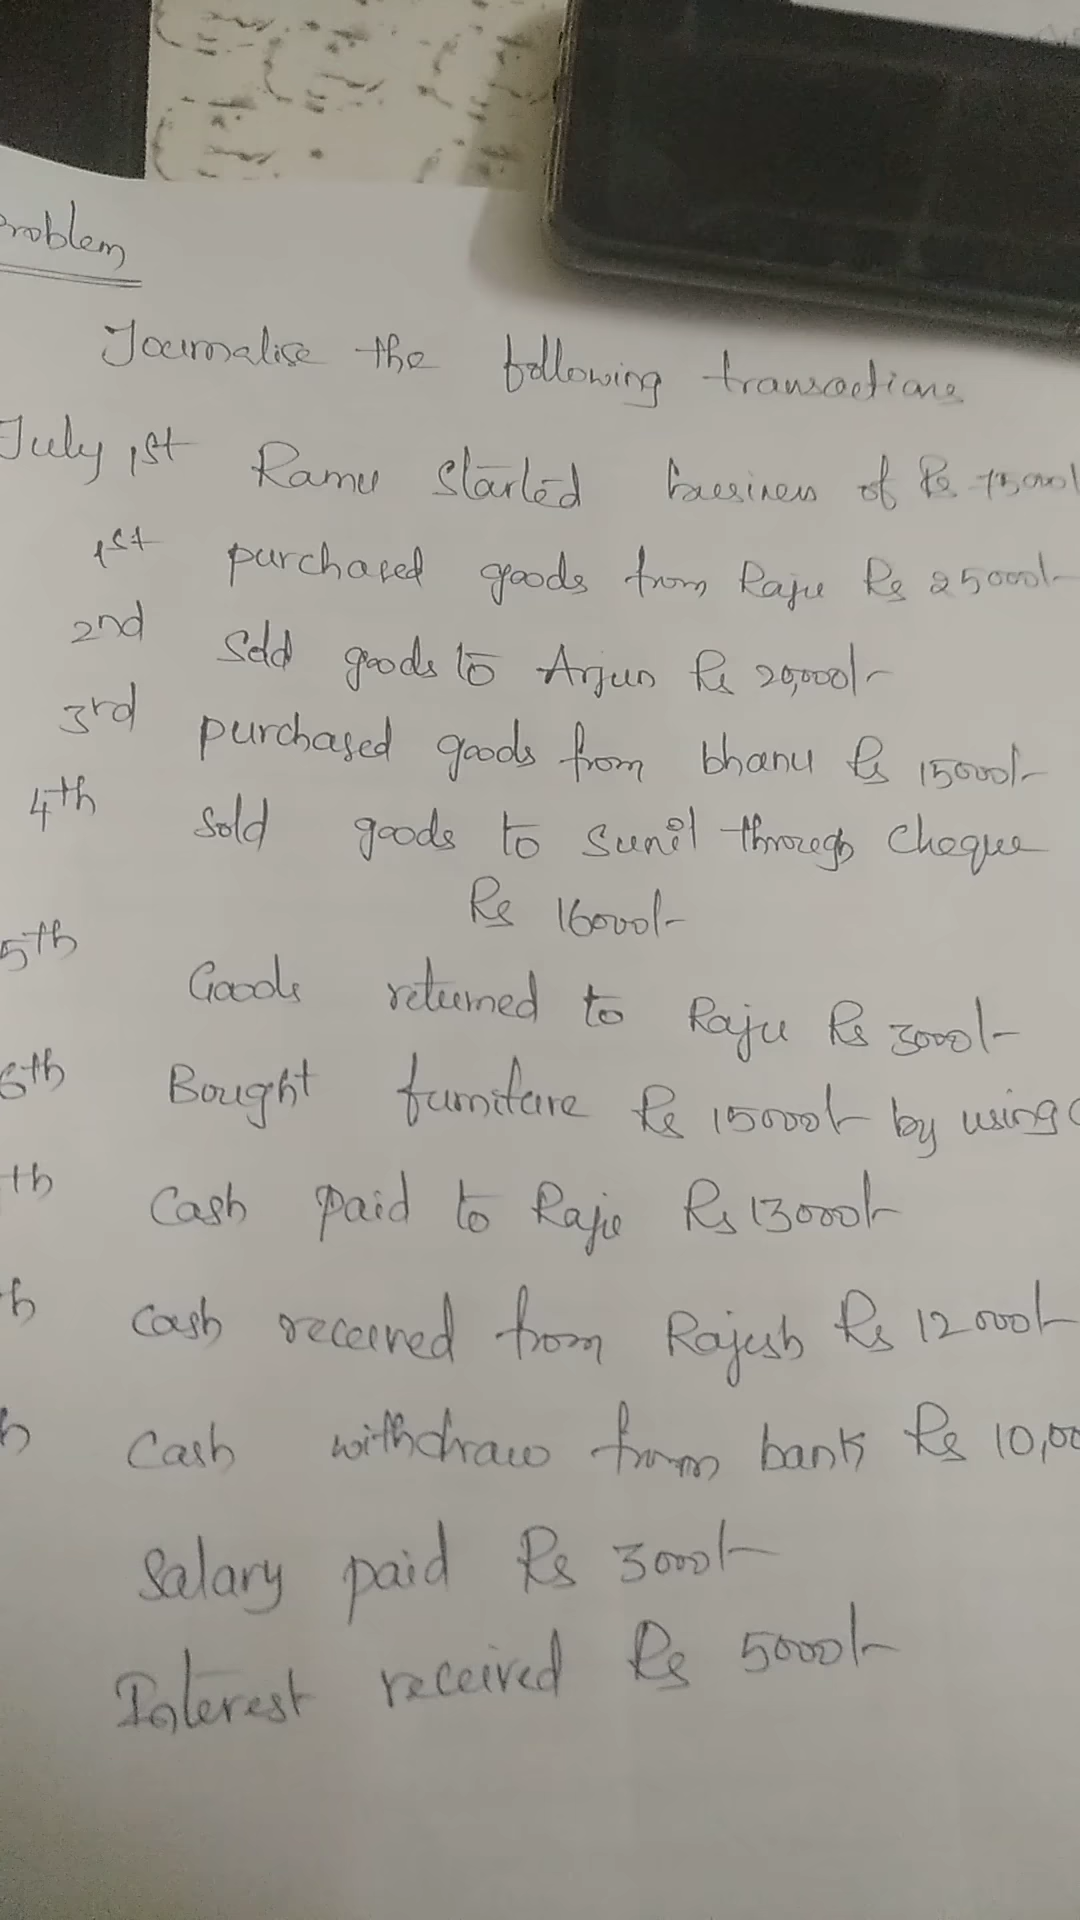 Problem
Journalise the following transactions
July 1st Ramu started business of Rs 75000/
1st purchased goods from Raju Rs 25000/-
2nd Sold goods to Arjun Rs 20,000/-
3rd purchased goods from bhanu Rs 15000/-
4th Sold goods to Sunil through Cheque
Rs 16000/-
5th Goods returned to Raju Rs 3000/-
6th Bought furniture Rs 15000/- by using
th Cash paid to Raju Rs 13000/-
h Cash received from Rajesh Rs 12000/-
h Cash withdraw from bank Rs 10,00
Salary paid Rs 3000/-
Interest received Rs 5000/-